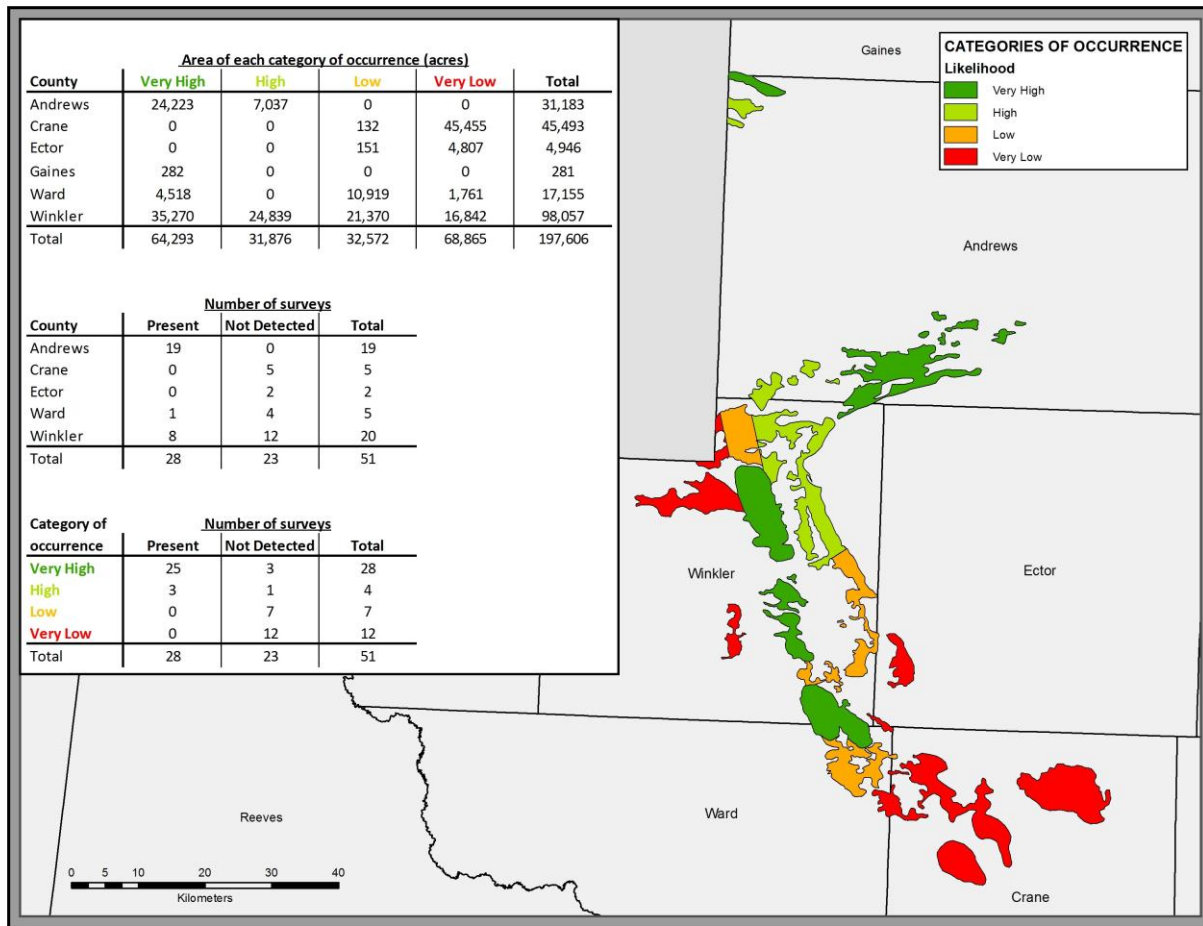 Area of each category of occurrence (acres)
County Very High High Low Very Low Total
Andrews 24,223 7,037 0 0 31,183
Crane 0 0 132 45,455 45,493
Ector 0 0 151 4,807 4,946
Gaines 282 0 0 0 281
Ward 4,518 0 10,919 1,761 17,155
Winkler 35,270 24,839 21,370 16,842 98,057
Total 64,293 31,876 32,572 68,865 197,606
Number of surveys
County Present Not Detected Total
Andrews 19 0 19
Crane 0 5 5
Ector 0 2 2
Ward 1 4 5
Winkler 8 12 20
Total 28 23 51
Category of Number of surveys
occurrence Present Not Detected Total
Very High 25 3 28
High 3 1 4
Low 0 7 7
Very Low 0 12 12
Total 28 23 51
CATEGORIES OF OCCURRENCE
Likelihood
Very High
High
Low
Very Low
Gaines
Andrews
Winkler
Ector
Reeves
Ward
Crane
0 5 10 20 30 40
Kilometers